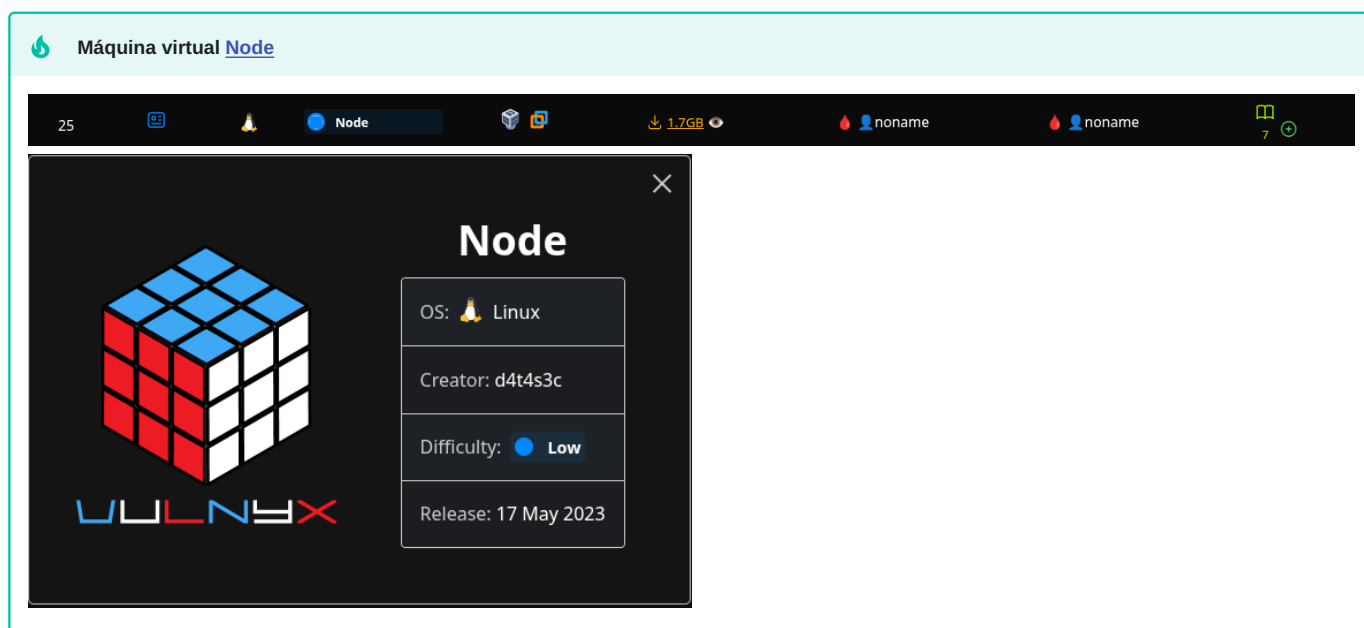 Máquina virtual Node
25 Node 1.7GB noname noname 7
Node
OS: Linux
Creator: d4t4s3c
Difficulty: Low
Release: 17 May 2023
VULNYX